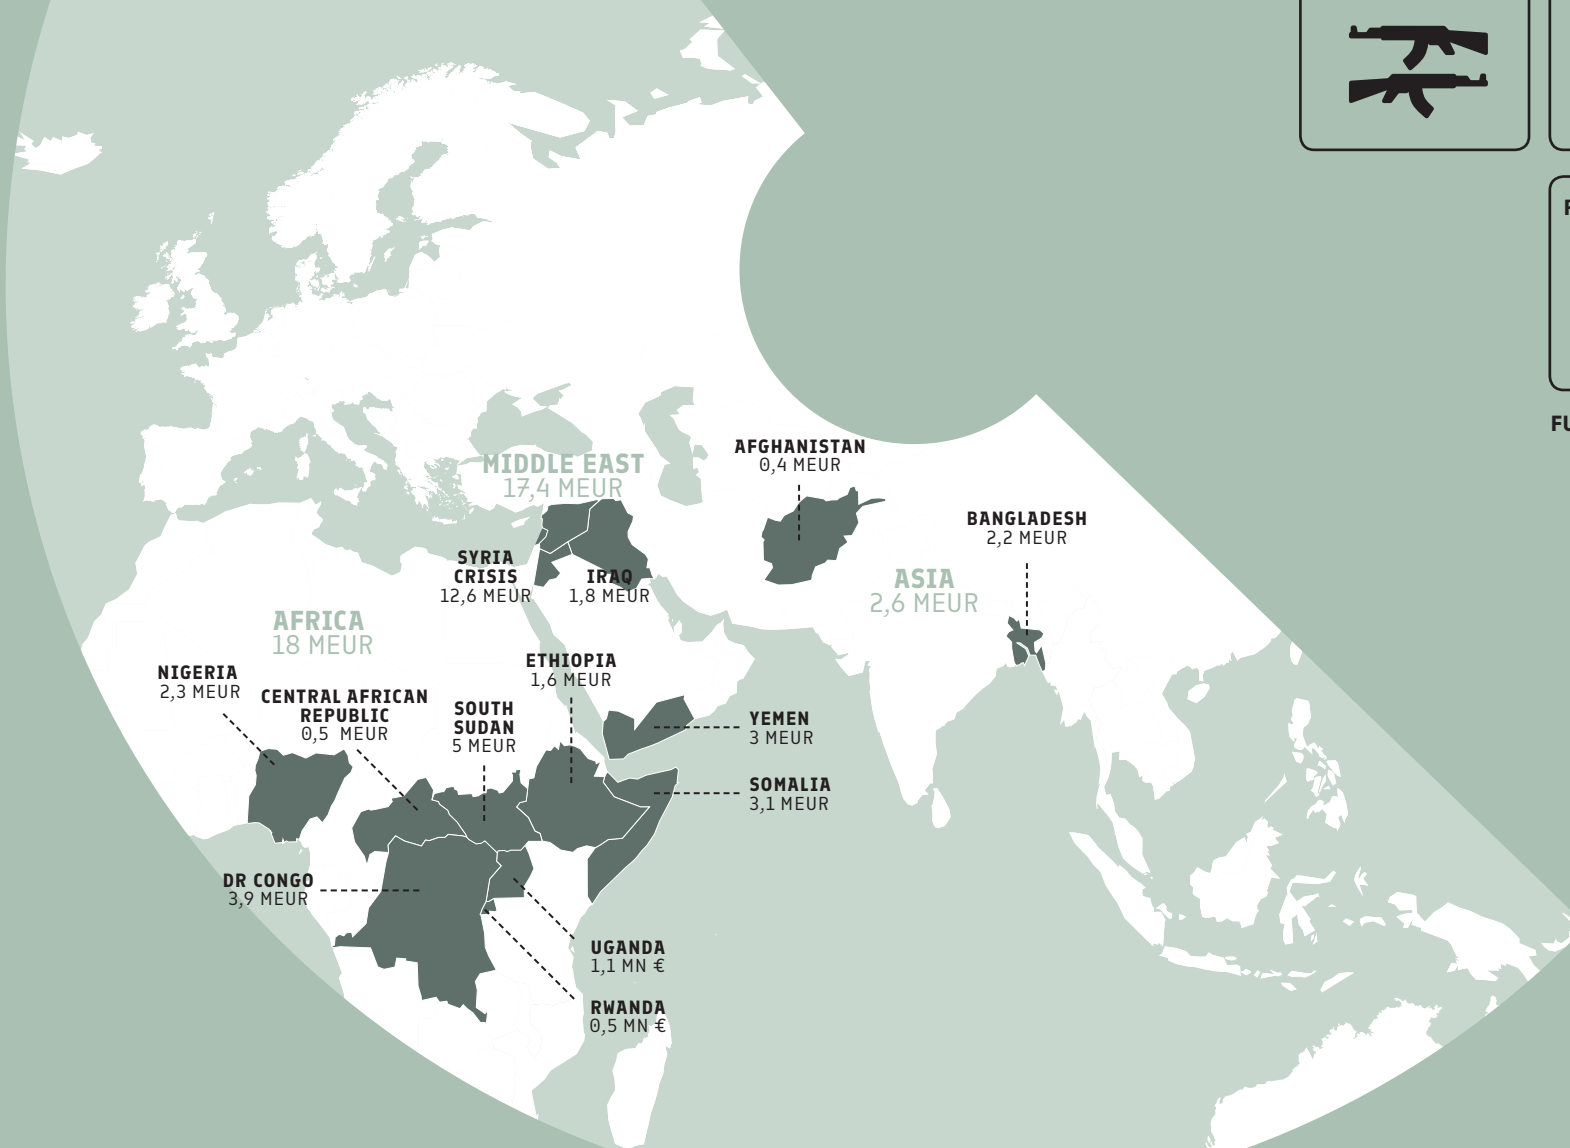 AFGHANISTAN
0,4 MEUR
MIDDLE EAST
17,4 MEUR
BANGLADESH
2,2 MEUR
SYRIA
CRISIS
12,6 MEUR
IRAQ
1,8 MEUR
ASIA
2,6 MEUR
AFRICA
18 MEUR
ETHIOPIA
1,6 MEUR
NIGERIA
2,3 MEUR
CENTRAL AFRICAN
REPUBLIC
0,5 MEUR
SOUTH
SUDAN
5 MEUR
YEMEN
3 MEUR
SOMALIA
3,1 MEUR
DR CONGO
3,9 MEUR
UGANDA
1,1 MN €
RWANDA
0,5 MN €
FU